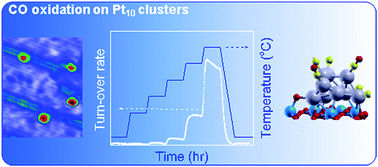 CO oxidation on Pt₁₀ clusters
Turn-over rate
Temperature (°C)
Time (hr)